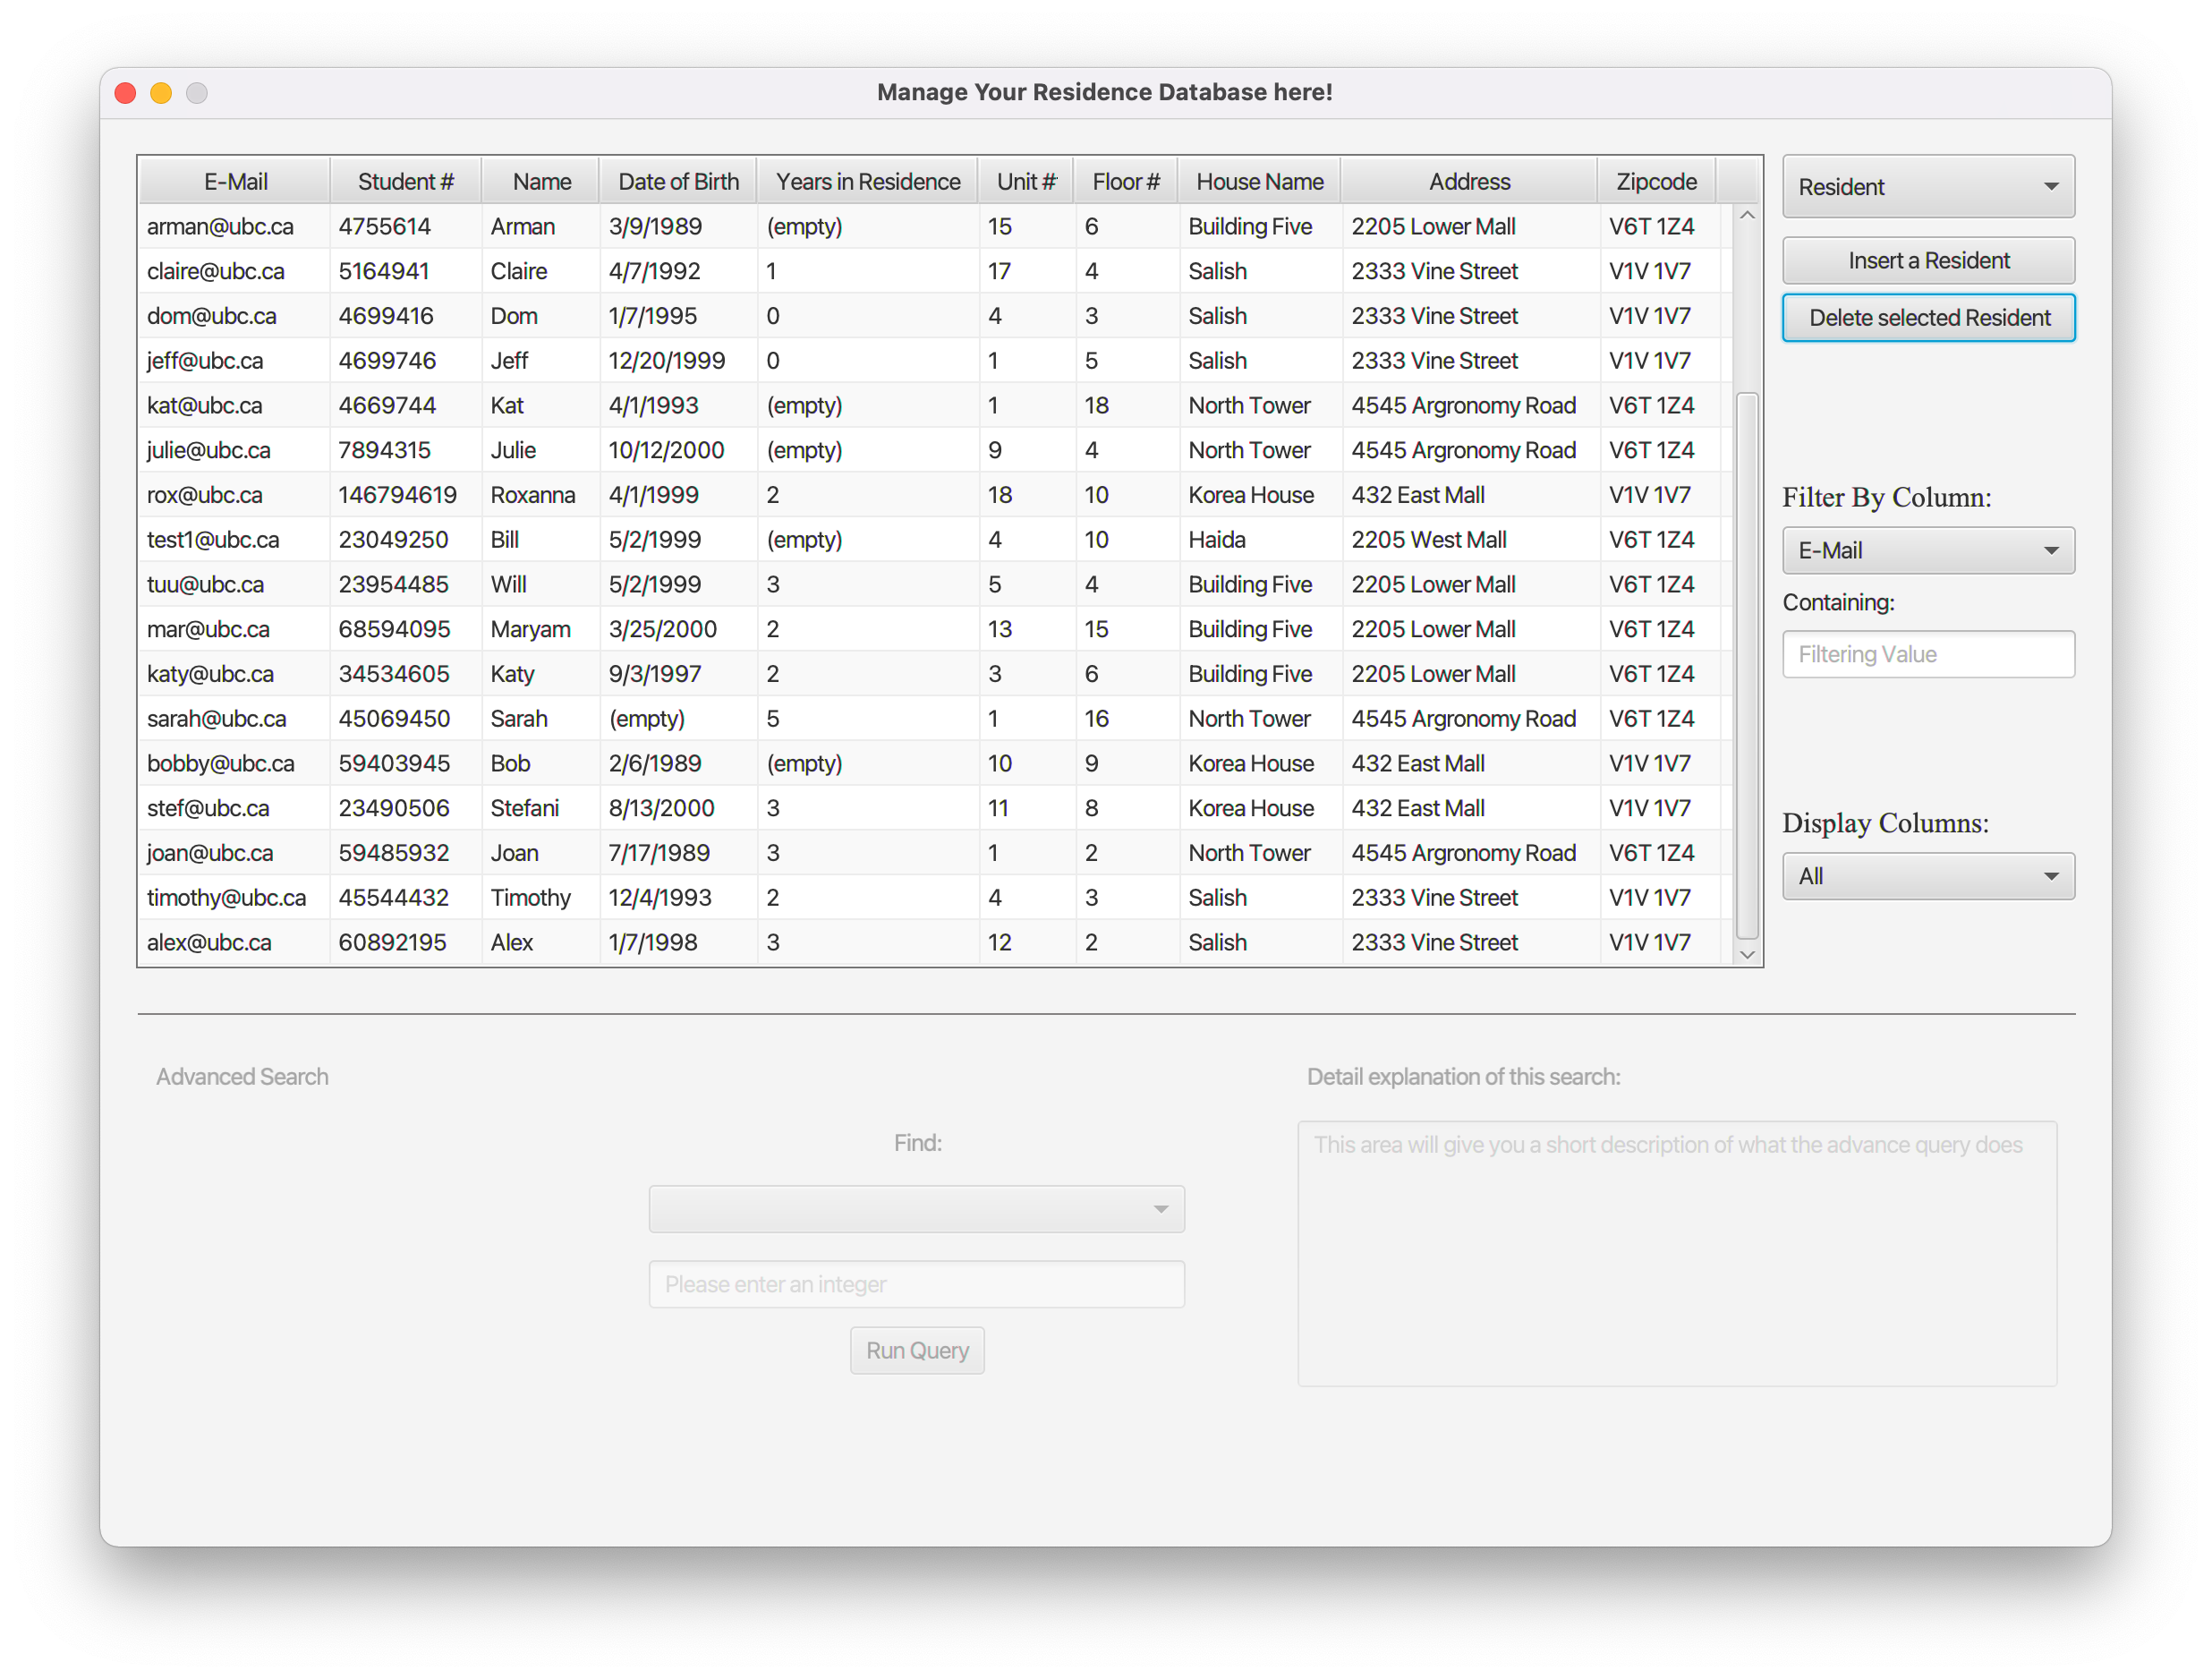 Manage Your Residence Database here!
E-Mail Student # Name Date of Birth Years in Residence Unit # Floor # House Name Address Zipcode
arman@ubc.ca 4755614 Arman 3/9/1989 (empty) 15 6 Building Five 2205 Lower Mall V6T 1Z4
claire@ubc.ca 5164941 Claire 4/7/1992 1 17 4 Salish 2333 Vine Street V1V 1V7
dom@ubc.ca 4699416 Dom 1/7/1995 0 4 3 Salish 2333 Vine Street V1V 1V7
jeff@ubc.ca 4699746 Jeff 12/20/1999 0 1 5 Salish 2333 Vine Street V1V 1V7
kat@ubc.ca 4669744 Kat 4/1/1993 (empty) 1 18 North Tower 4545 Argronomy Road V6T 1Z4
julie@ubc.ca 7894315 Julie 10/12/2000 (empty) 9 4 North Tower 4545 Argronomy Road V6T 1Z4
rox@ubc.ca 146794619 Roxanna 4/1/1999 2 18 10 Korea House 432 East Mall V1V 1V7
test1@ubc.ca 23049250 Bill 5/2/1999 (empty) 4 10 Haida 2205 West Mall V6T 1Z4
tuu@ubc.ca 23954485 Will 5/2/1999 3 5 4 Building Five 2205 Lower Mall V6T 1Z4
mar@ubc.ca 68594095 Maryam 3/25/2000 2 13 15 Building Five 2205 Lower Mall V6T 1Z4
katy@ubc.ca 34534605 Katy 9/3/1997 2 3 6 Building Five 2205 Lower Mall V6T 1Z4
sarah@ubc.ca 45069450 Sarah (empty) 5 1 16 North Tower 4545 Argronomy Road V6T 1Z4
bobby@ubc.ca 59403945 Bob 2/6/1989 (empty) 10 9 Korea House 432 East Mall V1V 1V7
stef@ubc.ca 23490506 Stefani 8/13/2000 3 11 8 Korea House 432 East Mall V1V 1V7
joan@ubc.ca 59485932 Joan 7/17/1989 3 1 2 North Tower 4545 Argronomy Road V6T 1Z4
timothy@ubc.ca 45544432 Timothy 12/4/1993 2 4 3 Salish 2333 Vine Street V1V 1V7
alex@ubc.ca 60892195 Alex 1/7/1998 3 12 2 Salish 2333 Vine Street V1V 1V7
Resident
Insert a Resident
Delete selected Resident
Filter By Column:
E-Mail
Containing:
Filtering Value
Display Columns:
All
Advanced Search
Find:
Please enter an integer
Run Query
Detail explanation of this search:
This area will give you a short description of what the advance query does